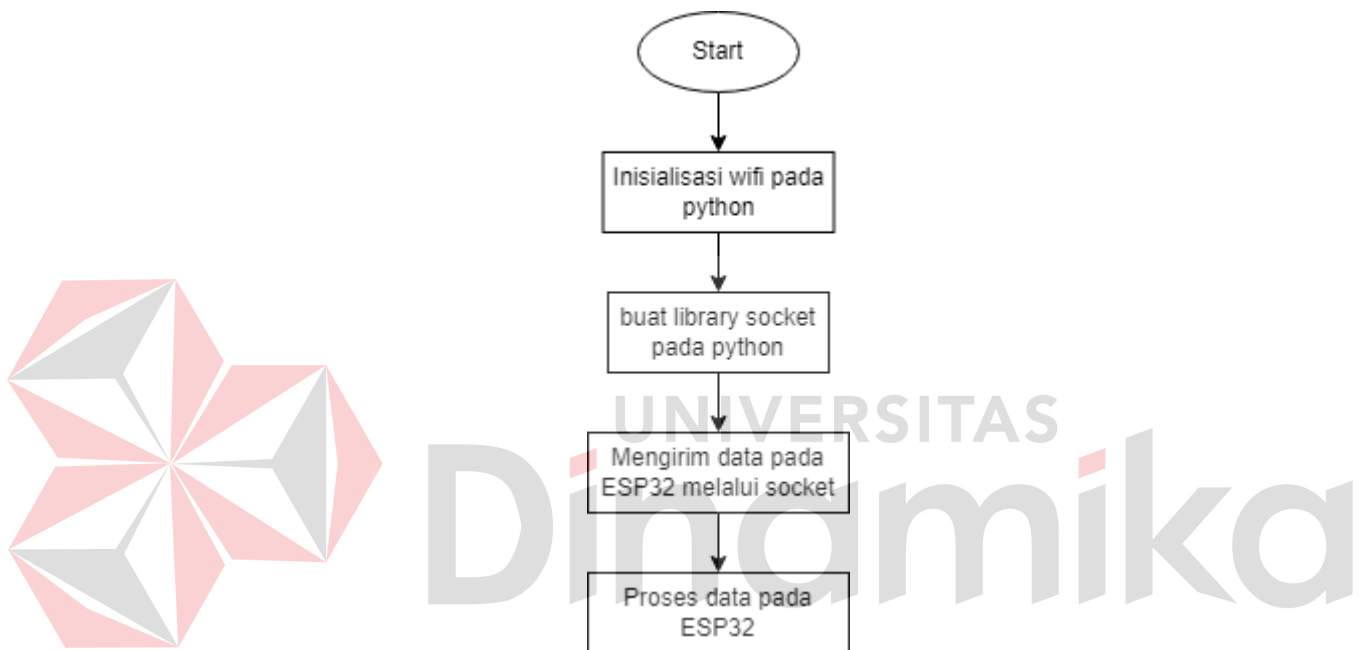 Start
Inisialisasi wifi pada
python
buat library socket
pada python
UNIVERSITAS
Dinamika
Mengirim data pada
ESP32 melalui socket
Proses data pada
ESP32